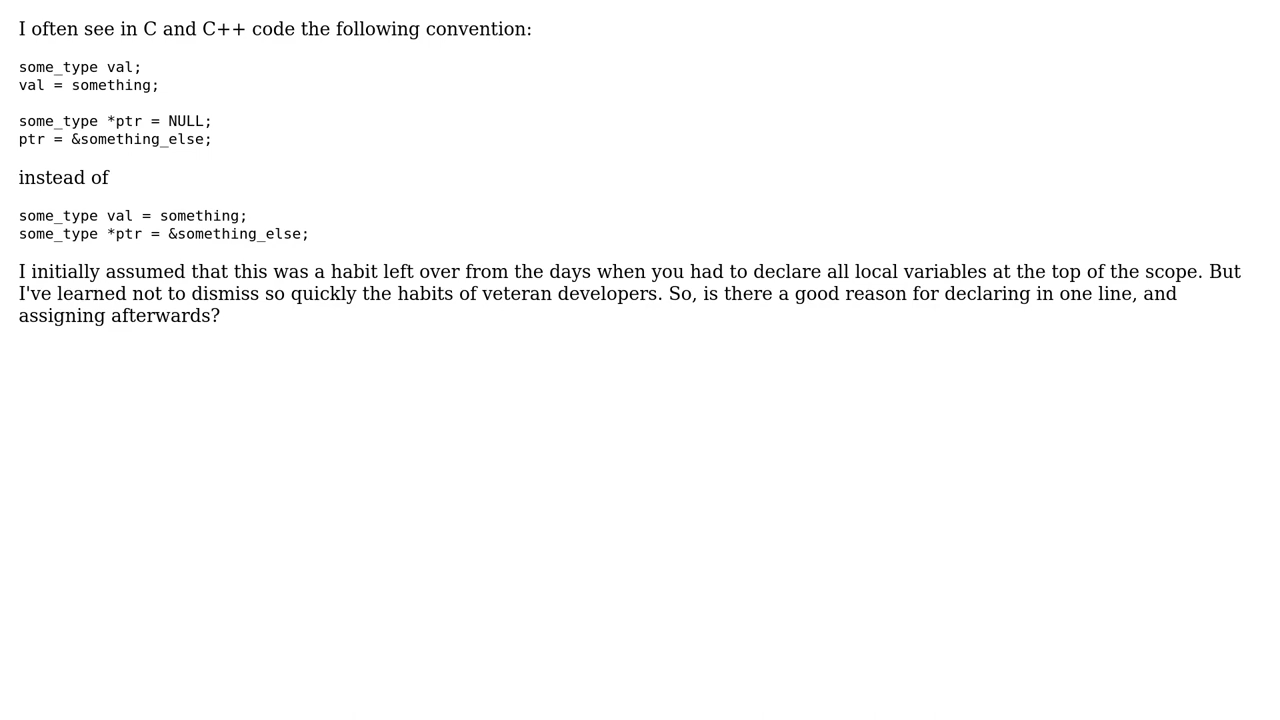 I often see in C and C++ code the following convention:
some_type val;
val = something;
some_type *ptr = NULL;
ptr = &something_else;
instead of
some_type val = something;
some_type *ptr = &something_else;
I initially assumed that this was a habit left over from the days when you had to declare all local variables at the top of the scope. But
I've learned not to dismiss so quickly the habits of veteran developers. So, is there a good reason for declaring in one line, and
assigning afterwards?